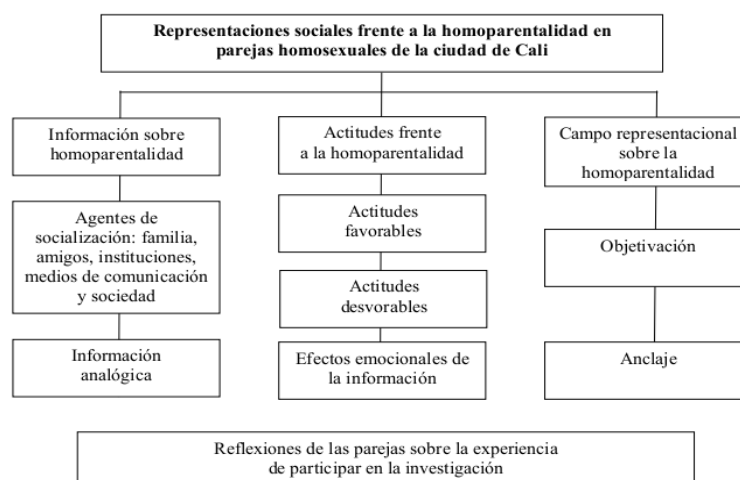 Representaciones sociales frente a la homoparentalidad en
parejas homosexuales de la ciudad de Cali
Información sobre
homoparentalidad
Agentes de
socialización: familia,
amigos, instituciones,
medios de comunicación
y sociedad
Información
analógica
Actitudes frente
a la homoparentalidad
Actitudes
favorables
Actitudes
desvorables
Efectos emocionales de
la información
Campo representacional
sobre la
homoparentalidad
Objetivación
Anclaje
Reflexiones de las parejas sobre la experiencia
de participar en la investigación